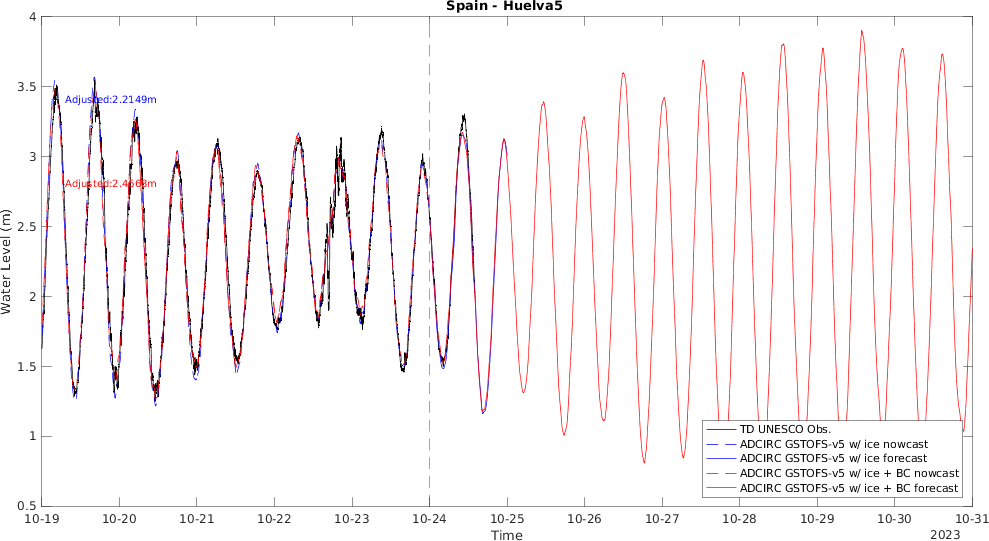 Spain - Huelva5
4
3.5
3
2.5
2
1.5
1
0.5
Water Level (m)
Adjusted:2.2149m
TD UNESCO Obs.
ADCIRC GSTOFS-v5 w/ ice nowcast
ADCIRC GSTOFS-v5 w/ ice forecast
ADCIRC GSTOFS-v5 w/ ice + BC nowcast
ADCIRC GSTOFS-v5 w/ ice + BC forecast
10-19 10-20 10-21 10-22 10-23 10-24 10-25 10-26 10-27 10-28 10-29 10-30 10-31
Time
2023